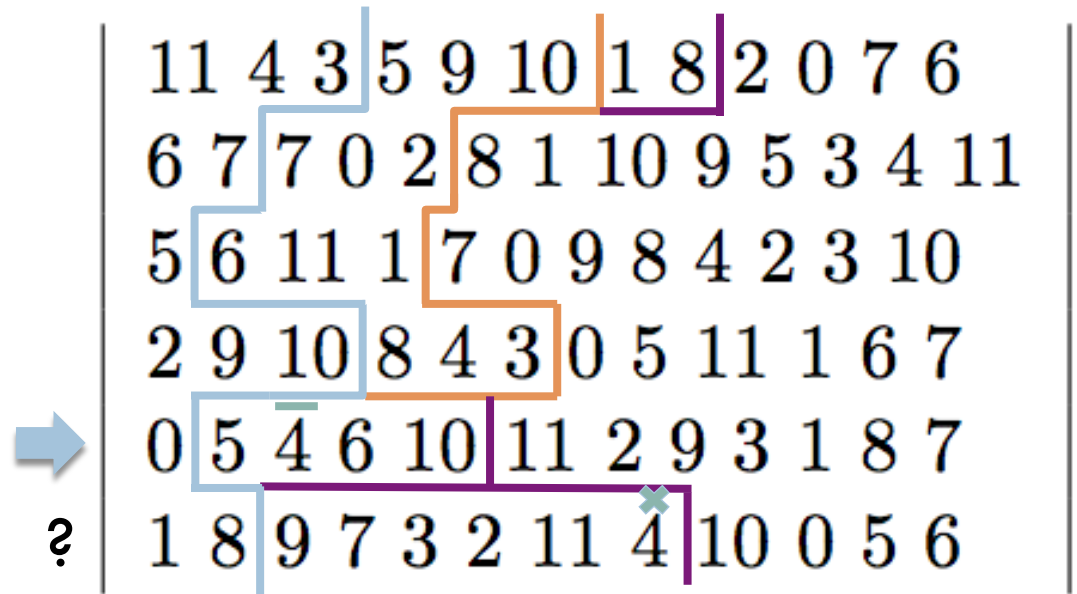 11 4 3 5 9 10 1 8 2 0 7 6
6 7 7 0 2 8 1 10 9 5 3 4 11
5 6 11 1 7 0 9 8 4 2 3 10
2 9 10 8 4 3 0 5 11 1 6 7
0 5 4 6 10 11 2 9 3 1 8 7
? 1 8 9 7 3 2 11 4 10 0 5 6